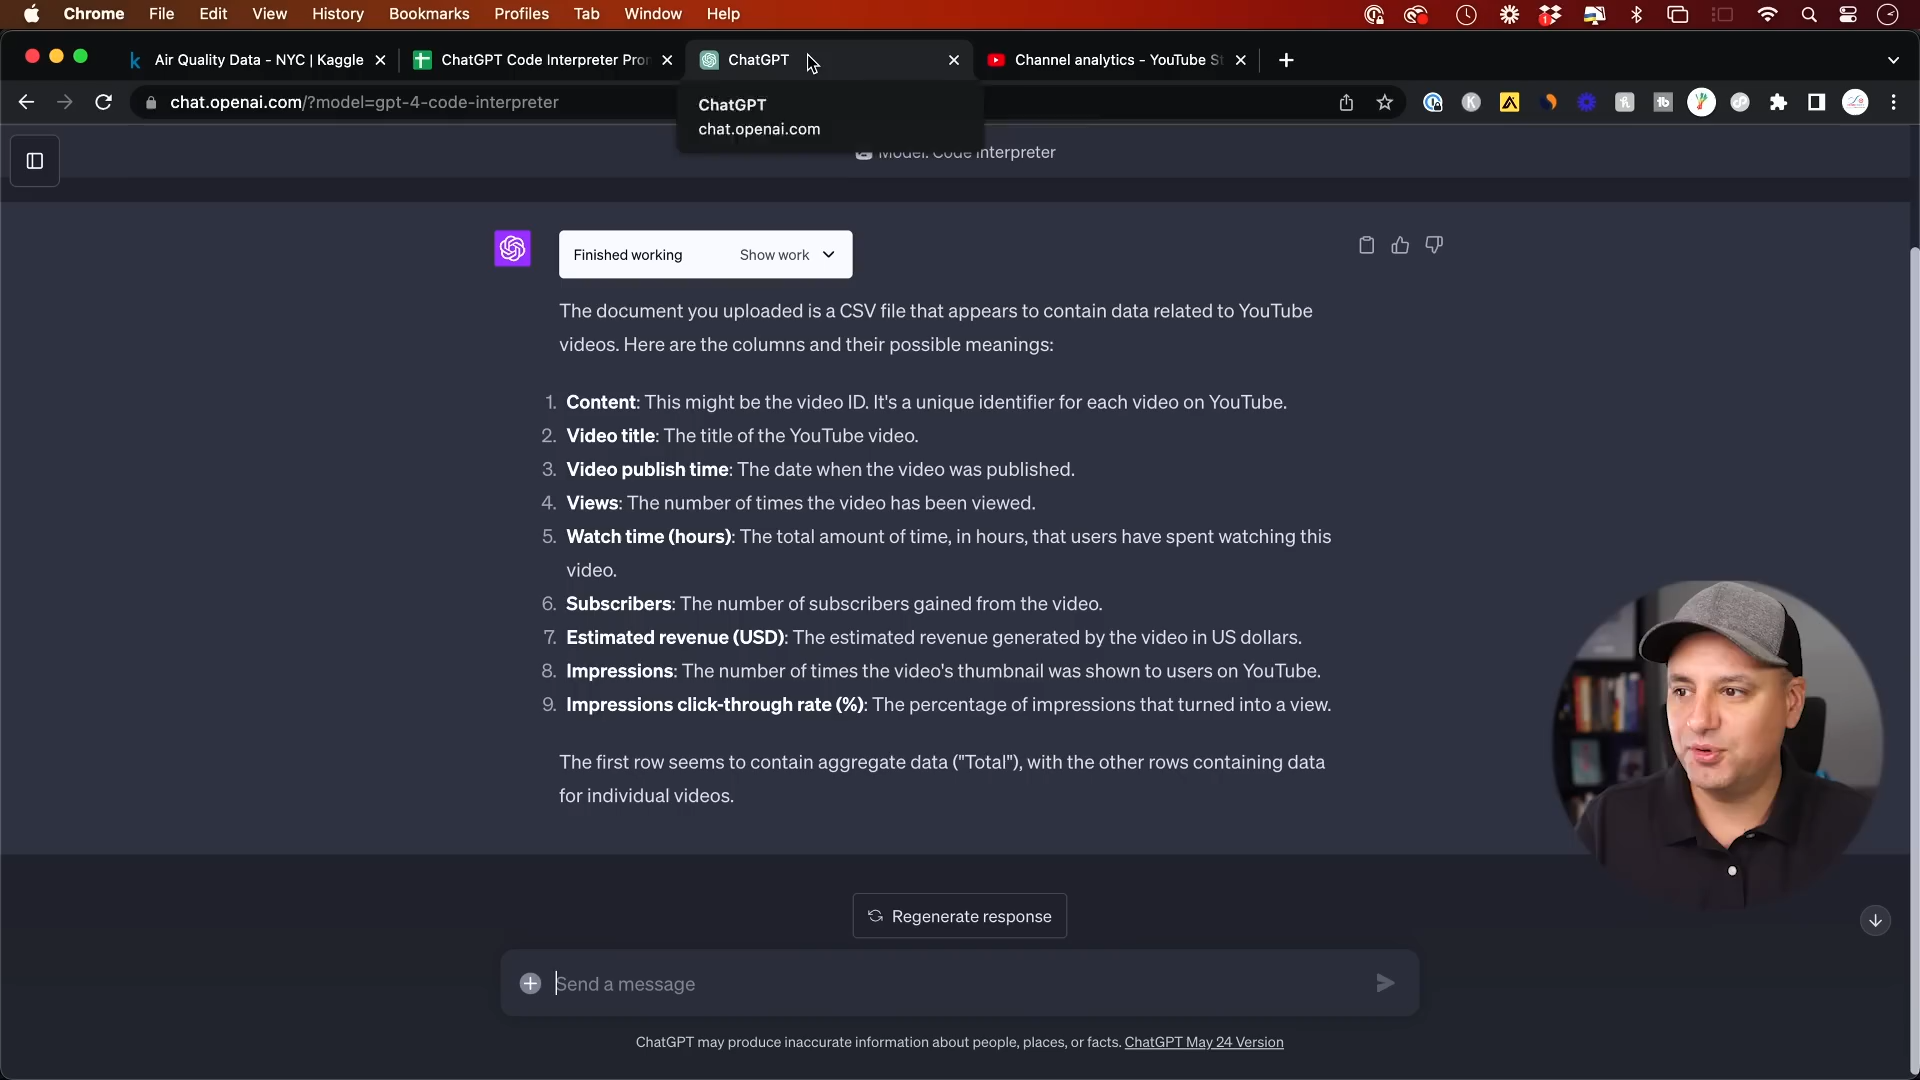 Chrome File Edit View History Bookmarks Profiles Tab Window Help
Air Quality Data - NYC | Kaggle
ChatGPT Code Interpreter Pro
ChatGPT
Channel analytics - YouTube St
chat.openai.com/?model=gpt-4-code-interpreter
ChatGPT
chat.openai.com
Model: Code Interpreter
Finished working Show work
The document you uploaded is a CSV file that appears to contain data related to YouTube
videos. Here are the columns and their possible meanings:
1. Content: This might be the video ID. It's a unique identifier for each video on YouTube.
2. Video title: The title of the YouTube video.
3. Video publish time: The date when the video was published.
4. Views: The number of times the video has been viewed.
5. Watch time (hours): The total amount of time, in hours, that users have spent watching this
video.
6. Subscribers: The number of subscribers gained from the video.
7. Estimated revenue (USD): The estimated revenue generated by the video in US dollars.
8. Impressions: The number of times the video's thumbnail was shown to users on YouTube.
9. Impressions click-through rate (%): The percentage of impressions that turned into a view.
The first row seems to contain aggregate data ("Total"), with the other rows containing data
for individual videos.
Regenerate response
Send a message
ChatGPT may produce inaccurate information about people, places, or facts. ChatGPT May 24 Version